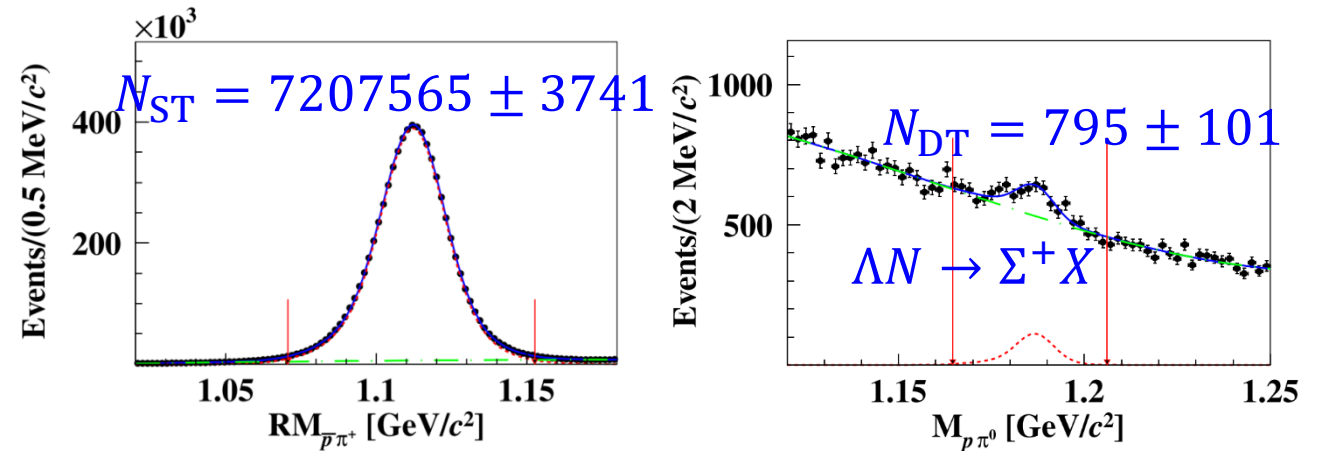 ×10³
N_ST = 7207565 ± 3741
Events/(0.5 MeV/c²)
400
200
1.05 1.1 1.15
RM_p̅π⁺ [GeV/c²]
N_DT = 795 ± 101
Events/(2 MeV/c²)
1000
500
ΛN → Σ⁺X
1.15 1.2 1.25
M_pπ⁰ [GeV/c²]